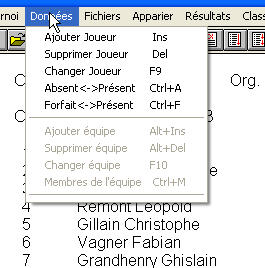 rnoi Données Fichiers Apparier Résultats Class
Ajouter Joueur Ins
Supprimer Joueur Del
Changer Joueur F9
Absent<->Présent Ctrl+A
Forfait<->Présent Ctrl+F
Ajouter équipe Alt+Ins
Supprimer équipe Alt+Del
Changer équipe F10
Membres de l'équipe Ctrl+M
C Org.
C 3
4 Remont Léopold
5 Gillain Christophe
6 Vagner Fabian
7 Grandhenry Ghislain